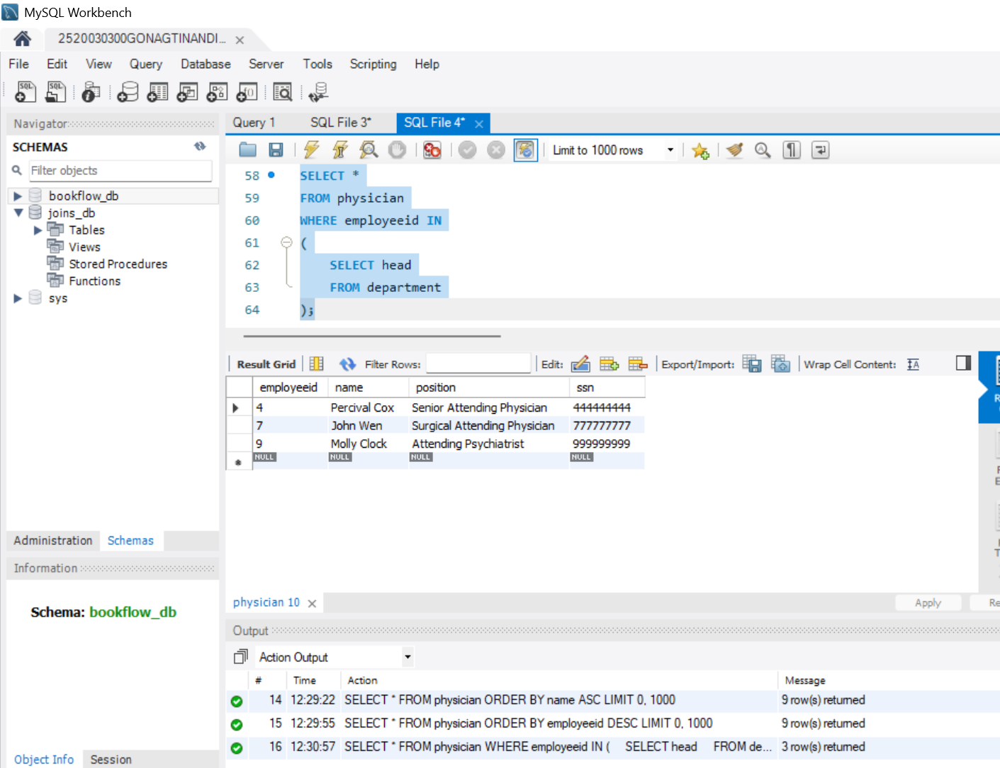 MySQL Workbench
2520030300GONAGTINANDI...
File Edit View Query Database Server Tools Scripting Help
Navigator
SCHEMAS
Filter objects
bookflow_db
joins_db
Tables
Views
Stored Procedures
Functions
sys
Administration Schemas
Information
Schema: bookflow_db
Object Info Session
Query 1 SQL File 3* SQL File 4*
Limit to 1000 rows
58 SELECT *
59 FROM physician
60 WHERE employeeid IN
61 (
62 SELECT head
63 FROM department
64 );
Result Grid Filter Rows: Edit: Export/Import: Wrap Cell Content:
employeeid name position ssn
4 Percival Cox Senior Attending Physician 444444444
7 John Wen Surgical Attending Physician 777777777
9 Molly Clock Attending Psychiatrist 999999999
NULL NULL NULL NULL
physician 10
Apply Re
Output
Action Output
# Time Action Message
14 12:29:22 SELECT * FROM physician ORDER BY name ASC LIMIT 0, 1000 9 row(s) returned
15 12:29:55 SELECT * FROM physician ORDER BY employeeid DESC LIMIT 0, 1000 9 row(s) returned
16 12:30:57 SELECT * FROM physician WHERE employeeid IN ( SELECT head FROM de... 3 row(s) returned